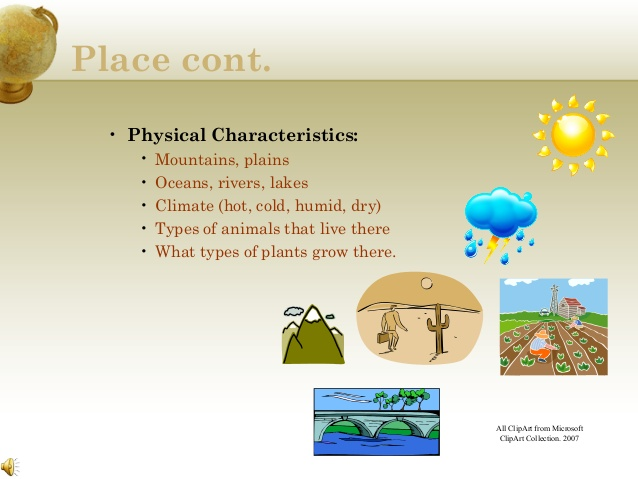 Place cont.
• Physical Characteristics:
• Mountains, plains
• Oceans, rivers, lakes
• Climate (hot, cold, humid, dry)
• Types of animals that live there
• What types of plants grow there.
All ClipArt from Microsoft
ClipArt Collection. 2007